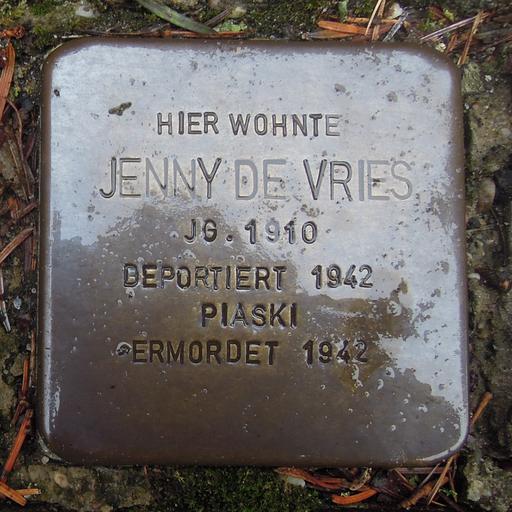 HIER WOHNTE
JENNY DE VRIES
JG. 1910
DEPORTIERT 1942
PIASKI
ERMORDET 1942